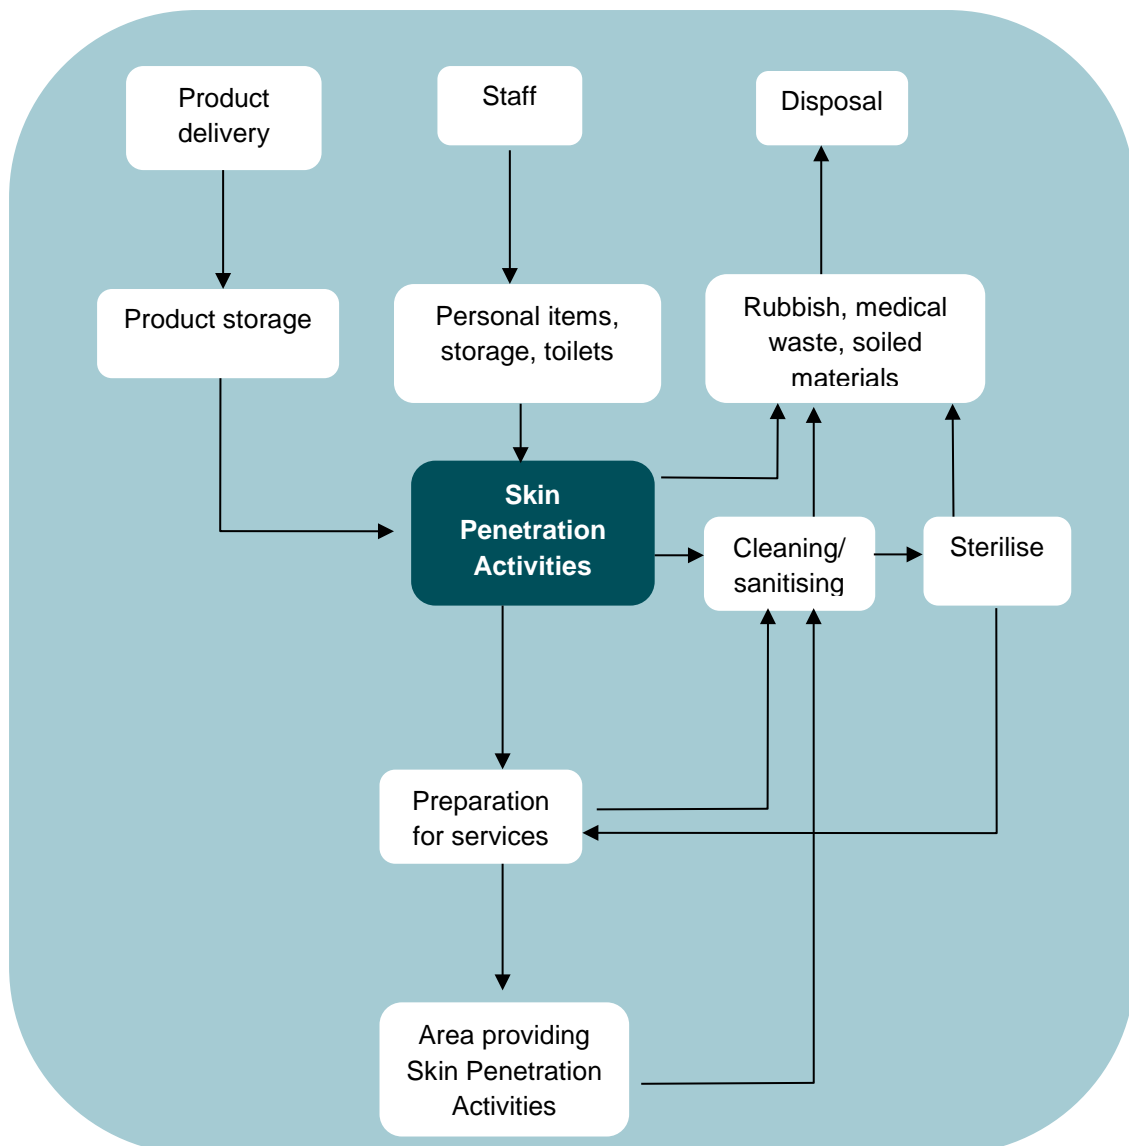 Product
delivery
Staff
Disposal
Product storage
Personal items,
storage, toilets
Rubbish, medical
waste, soiled
materials
Skin
Penetration
Activities
Cleaning/
sanitising
Sterilise
Preparation
for services
Area providing
Skin Penetration
Activities